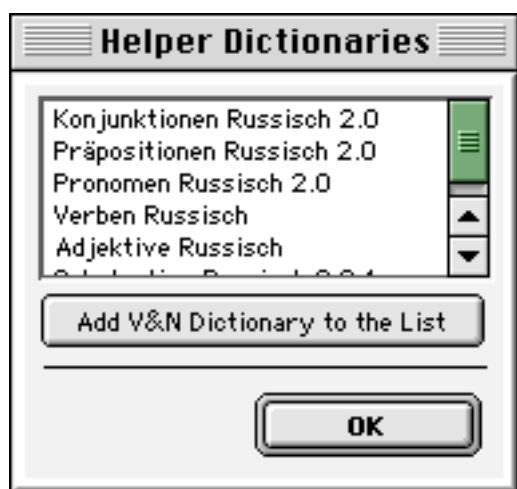 Helper Dictionaries
Konjunktionen Russisch 2.0
Präpositionen Russisch 2.0
Pronomen Russisch 2.0
Verben Russisch
Adjektive Russisch
Add V&N Dictionary to the List
OK